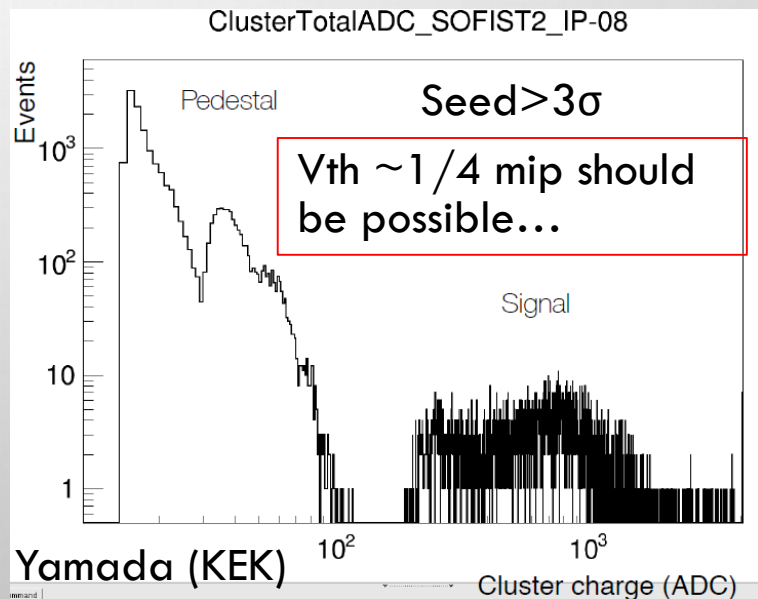 ClusterTotalADC_SOFIST2_IP-08
Events
Pedestal
Seed>3σ
Vth ~1/4 mip should
be possible...
Signal
10³
10²
10
1
10²
10³
Yamada (KEK)
Cluster charge (ADC)